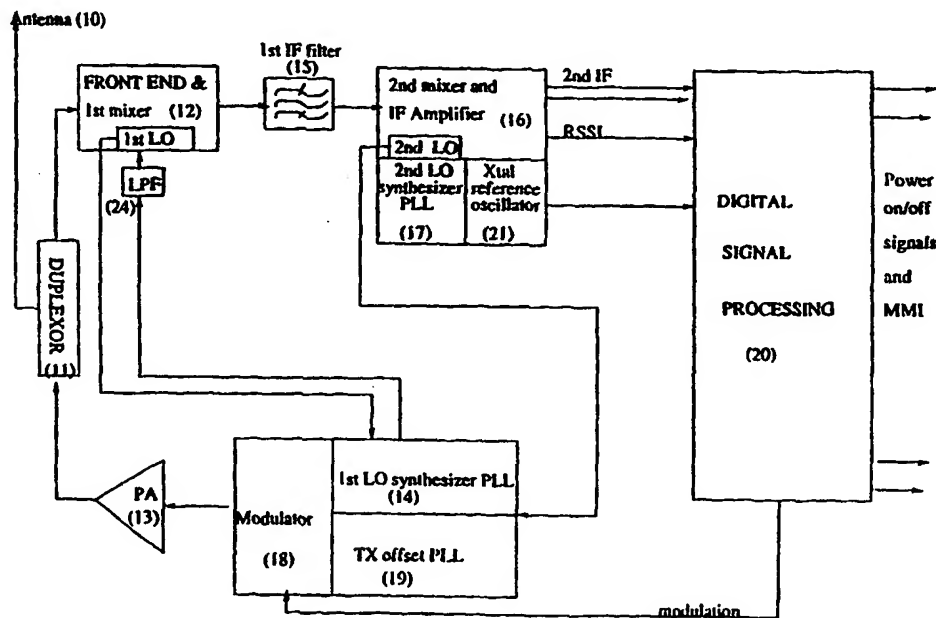 Antenna (10)
FRONT END &
1st mixer (12)
1st LO
LPF
(24)
1st IF filter
(15)
2nd mixer and
IF Amplifier (16)
2nd LO
2nd LO
synthesizer
PLL
(17)
Xtal
reference
oscillator
(21)
2nd IF
RSSI
DIGITAL
SIGNAL
PROCESSING
(20)
Power
on/off
signals
and
MMI
DUPLEXOR
(11)
PA
(13)
Modulator
(18)
1st LO synthesizer PLL
(14)
TX offset PLL
(19)
modulation